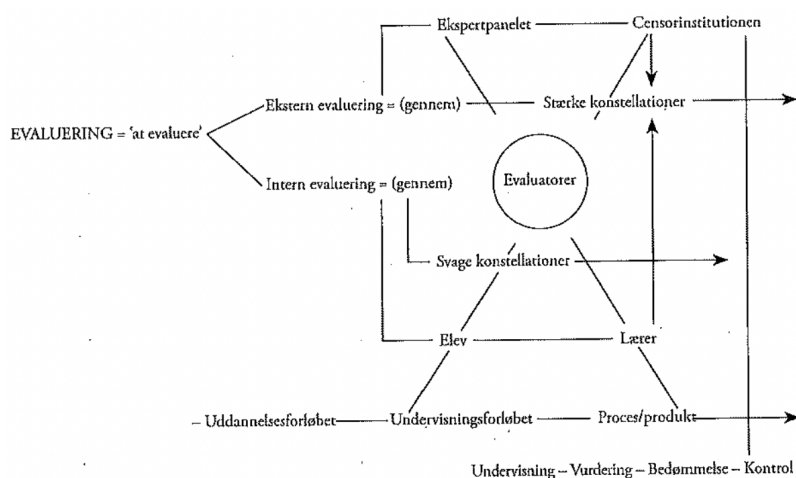 Ekspertpanelet Censorinstitutionen
Ekstern evaluering = (gennem) Stærke konstellationer
EVALUERING = 'at evaluere'
Intern evaluering = (gennem) Evaluatorer
Svage konstellationer
Elev Lærer
– Uddannelsesforløbet Undervisningsforløbet Proces/produkt
Undervisning – Vurdering – Bedømmelse – Kontrol